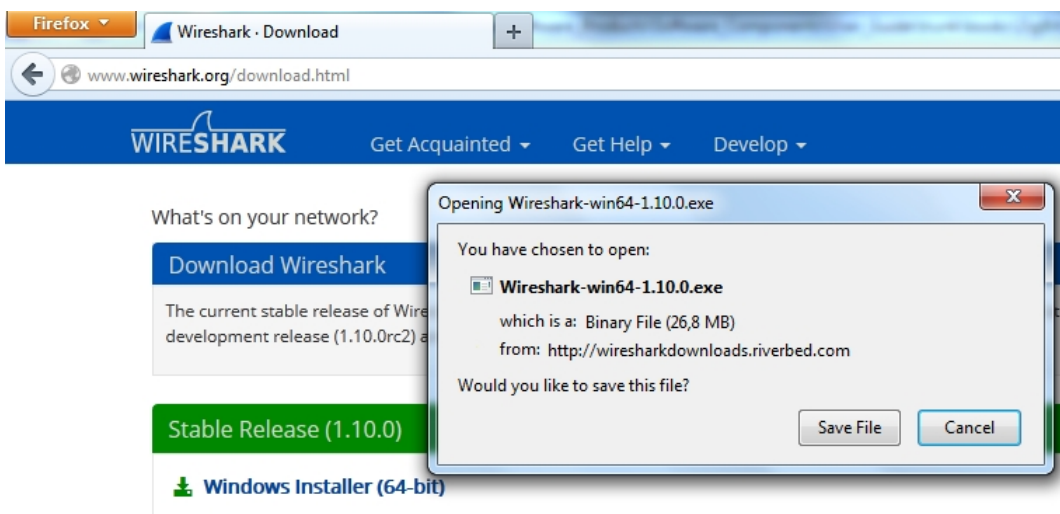 Firefox
Wireshark · Download
www.wireshark.org/download.html
WIRESHARK
Get Acquainted
Get Help
Develop
What's on your network?
Download Wireshark
The current stable release of Wire
development release (1.10.0rc2) a
Stable Release (1.10.0)
Windows Installer (64-bit)
Opening Wireshark-win64-1.10.0.exe
You have chosen to open:
Wireshark-win64-1.10.0.exe
which is a: Binary File (26,8 MB)
from: http://wiresharkdownloads.riverbed.com
Would you like to save this file?
Save File
Cancel